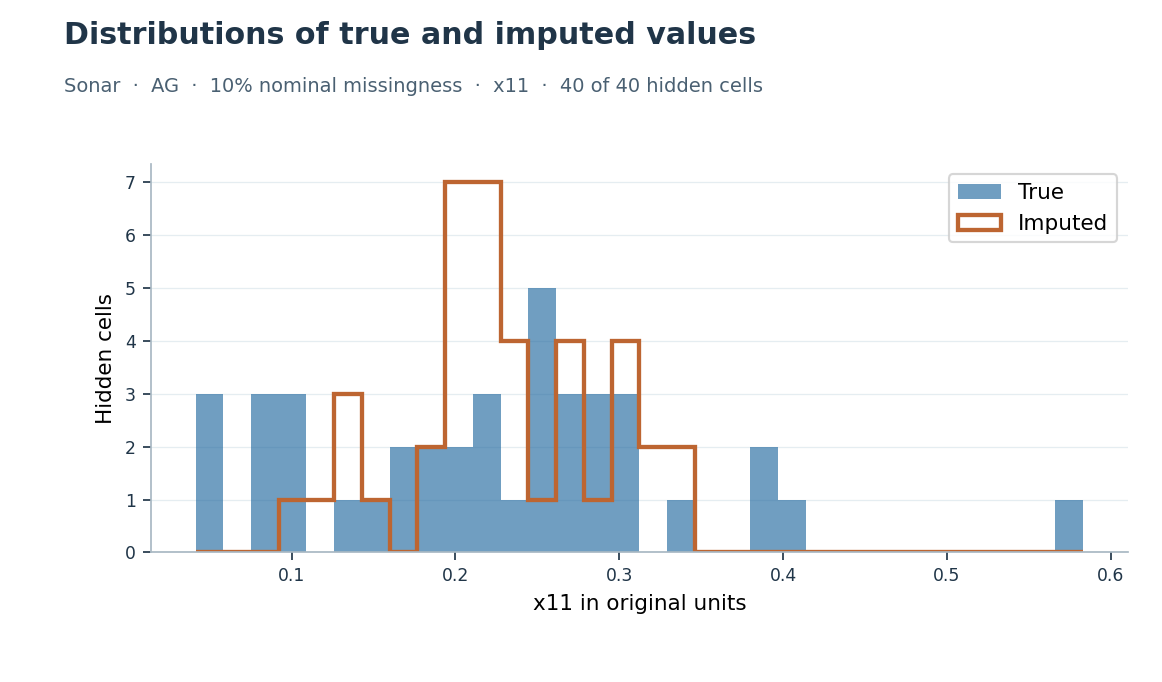 Distributions of true and imputed values
Sonar · AG · 10% nominal missingness · x11 · 40 of 40 hidden cells
7
6
5
4
3
2
1
0
Hidden cells
True
Imputed
0.1 0.2 0.3 0.4 0.5 0.6
x11 in original units